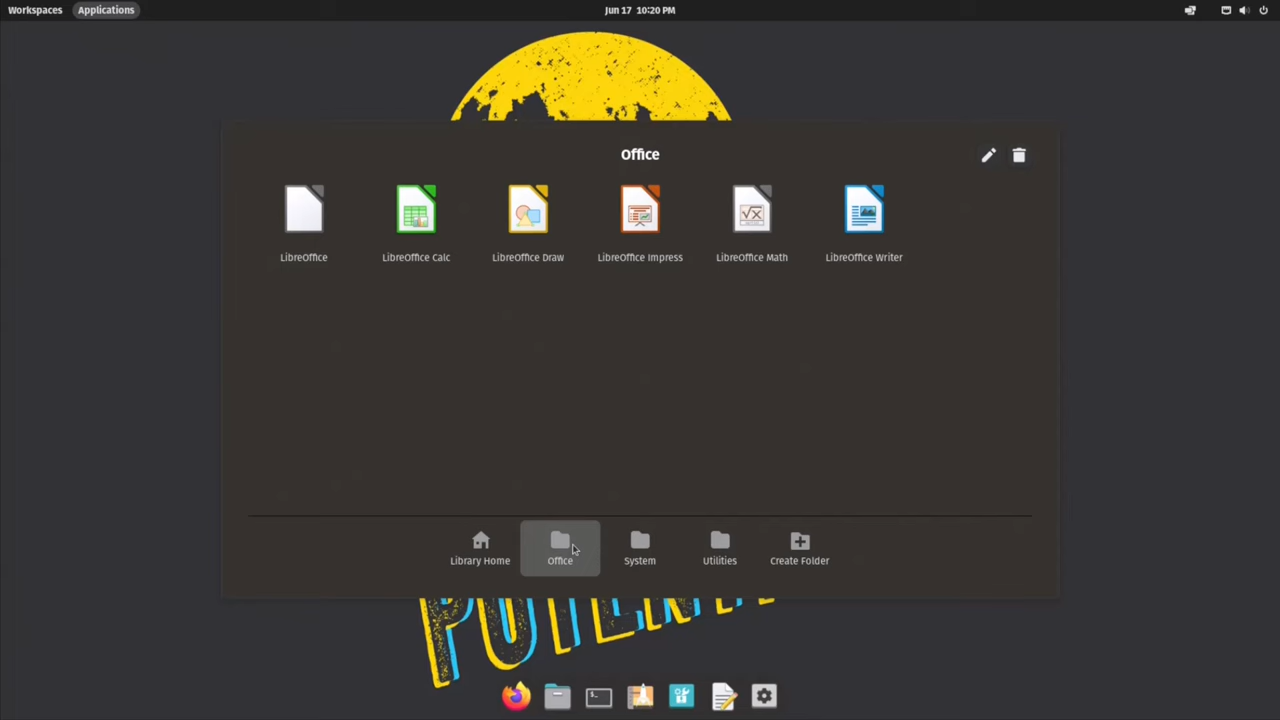 Workspaces Applications Jun 17 10:20 PM
Office
LibreOffice LibreOffice Calc LibreOffice Draw LibreOffice Impress LibreOffice Math LibreOffice Writer
Library Home Office System Utilities Create Folder